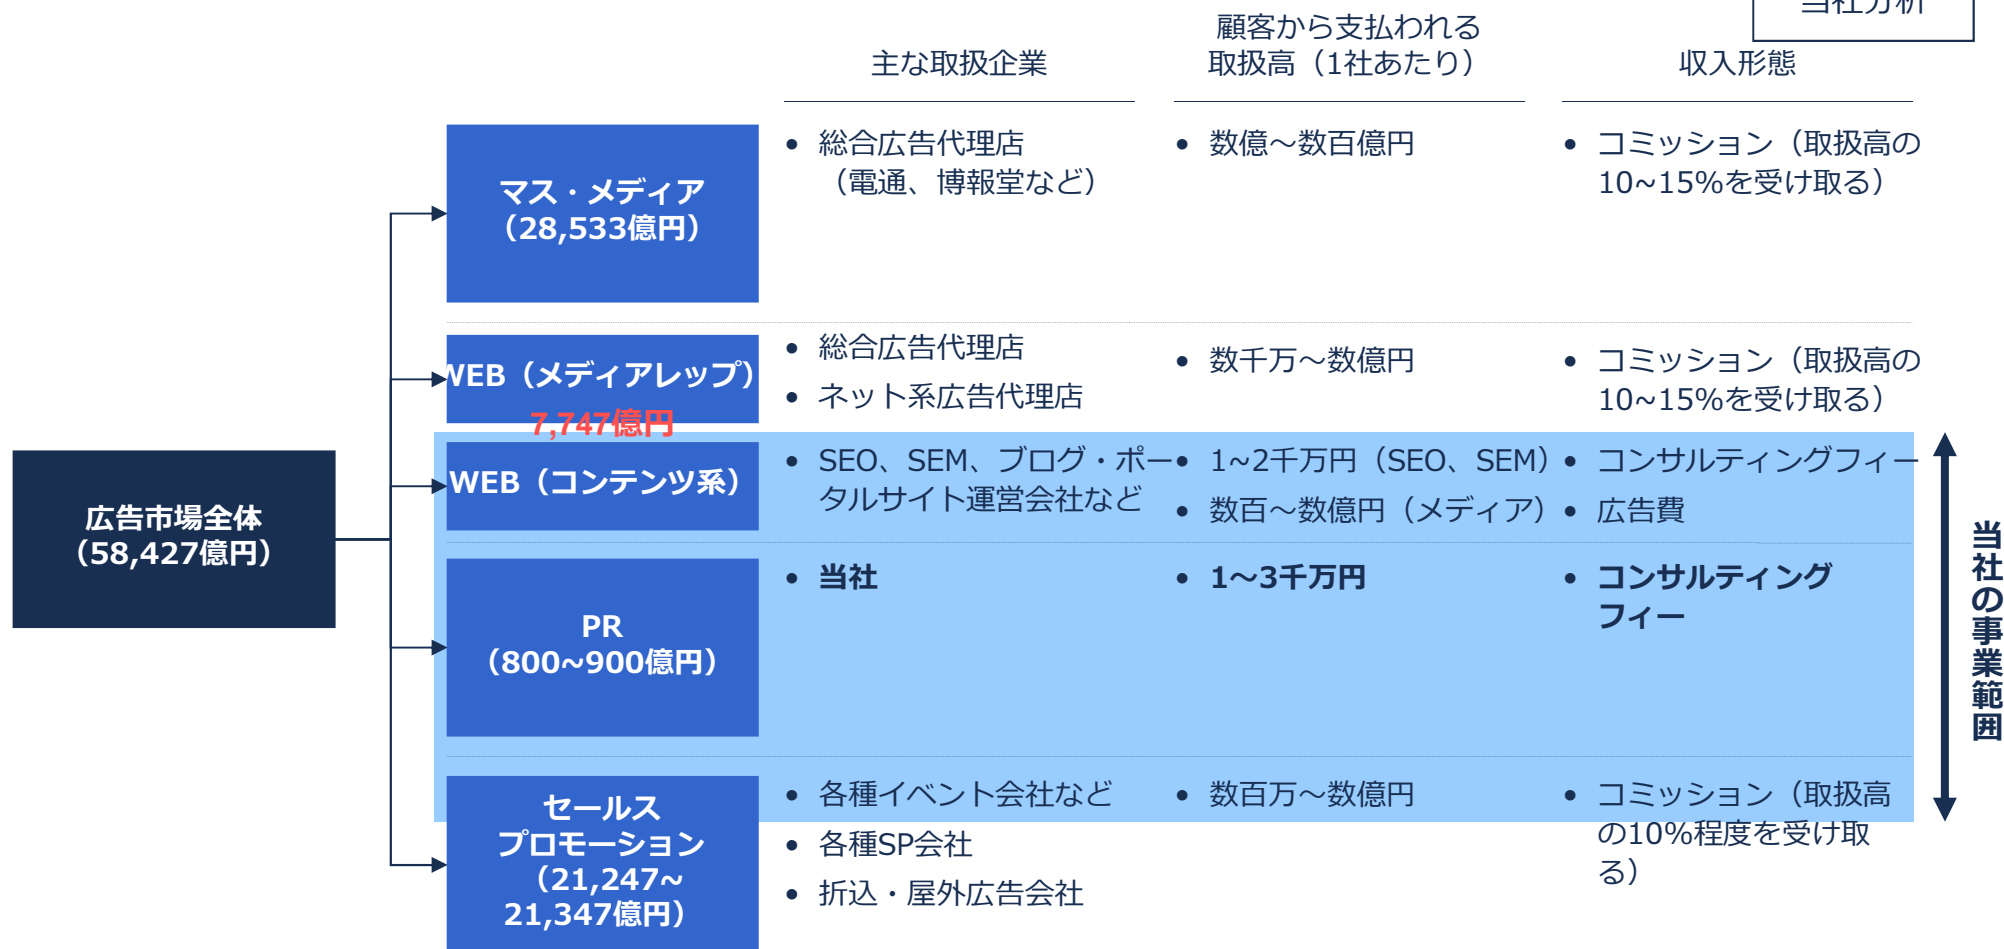 当社分析
主な取扱企業
顧客から支払われる
取扱高（1社あたり）
収入形態
マス・メディア
（28,533億円）
• 総合広告代理店
（電通、博報堂など）
• 数億～数百億円
• コミッション（取扱高の
10~15%を受け取る）
WEB（メディアレップ）
7,747億円
• 総合広告代理店
• ネット系広告代理店
• 数千万～数億円
• コミッション（取扱高の
10~15%を受け取る）
WEB（コンテンツ系）
• SEO、SEM、ブログ・ポー
タルサイト運営会社など
• 1~2千万円（SEO、SEM）
• 数百～数億円（メディア）
• コンサルティングフィー
• 広告費
広告市場全体
（58,427億円）
PR
（800~900億円）
• 当社
• 1～3千万円
• コンサルティング
フィー
セールス
プロモーション
（21,247~
21,347億円）
• 各種イベント会社など
• 各種SP会社
• 折込・屋外広告会社
• 数百万～数億円
• コミッション（取扱高
の10%程度を受け取
る）
当社の事業範囲